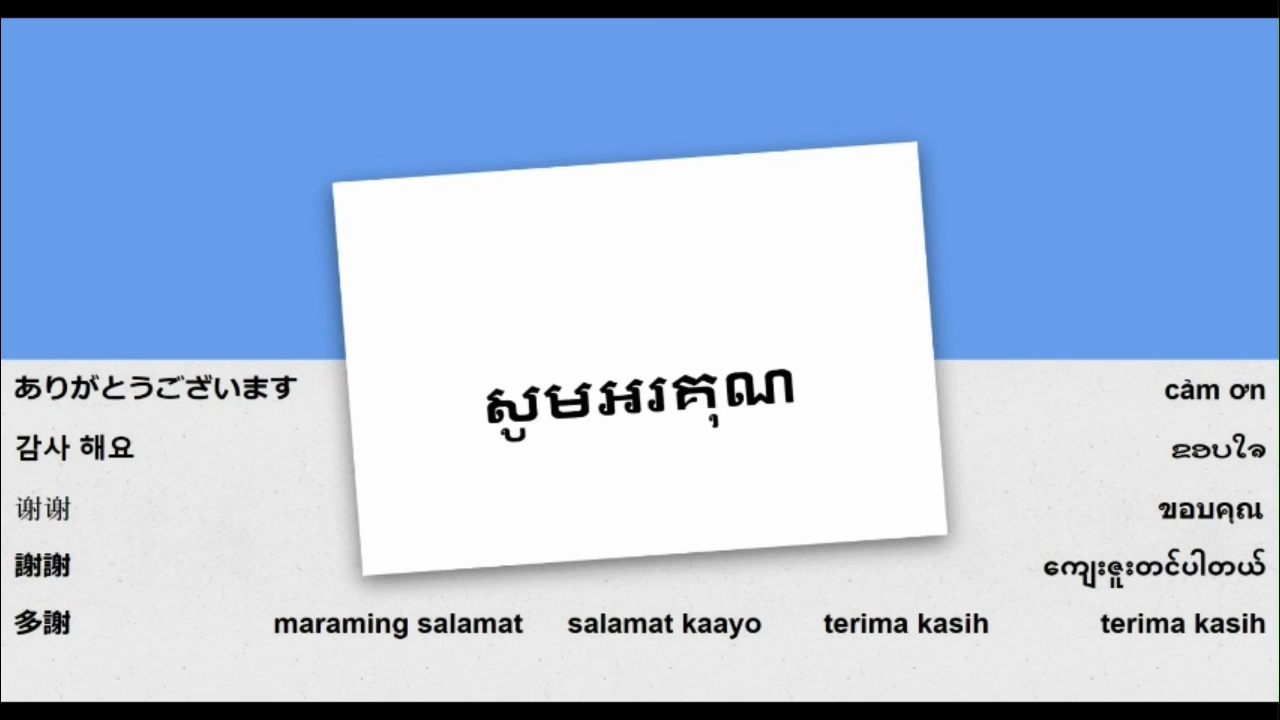 សូមអរគុណ
ありがとうございます
cảm ơn
감사 해요
ຂອບໃຈ
谢谢
ขอบคุณ
謝謝
ကျေးဇူးတင်ပါတယ်
多謝
maraming salamat
salamat kaayo
terima kasih
terima kasih